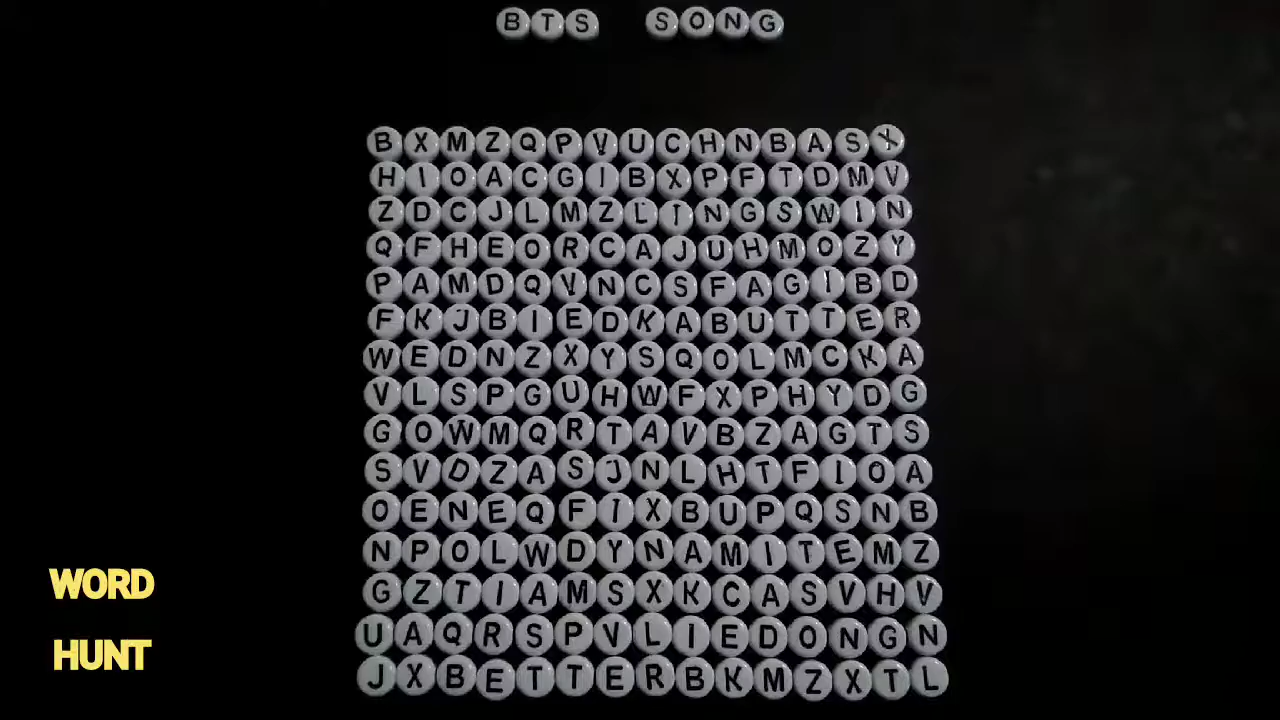 BTS SONG
BXMZQPVUCHNBASX
HIOACGIBXPFTDMV
ZDCJLMZLINGSWIN
QFHEORCAJUHMOZY
PAMDQVNCSFAGIBD
FKJBIEDKABUTTER
WEDNZXYSQOLMCKA
VLSPGUHWFXPHYDG
GOWMQRTAVBZAGTS
SVDZASJNLHTFIOA
OENEQFIXBUPQSNB
NPOLWDYNAMITEMZ
GZTIAMSXKCASVHV
UAQRSPVLIEDONGN
JXBETTERBKMZXTL
WORD
HUNT